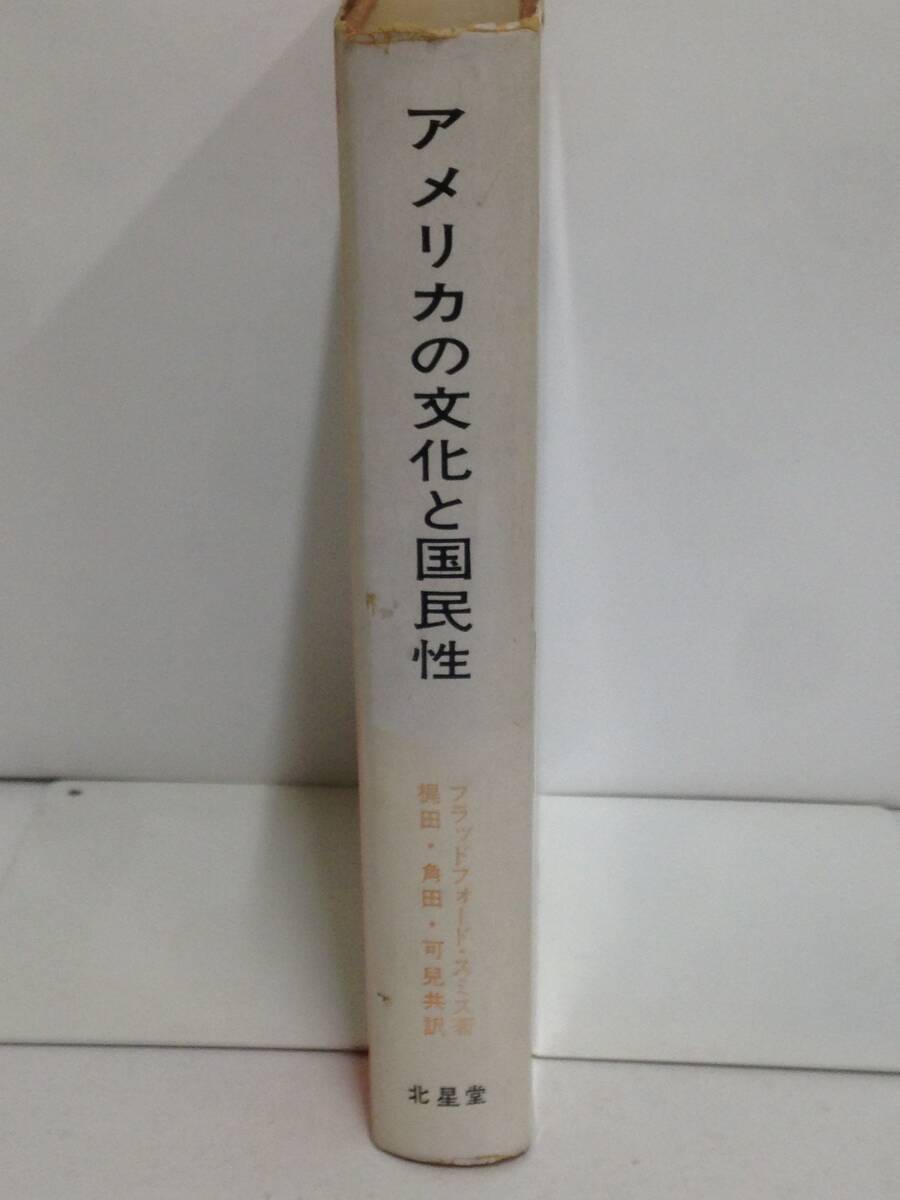 アメリカの文化と国民性
フラッドフォード・スミス著
梶田・角田・可児共訳
北星堂